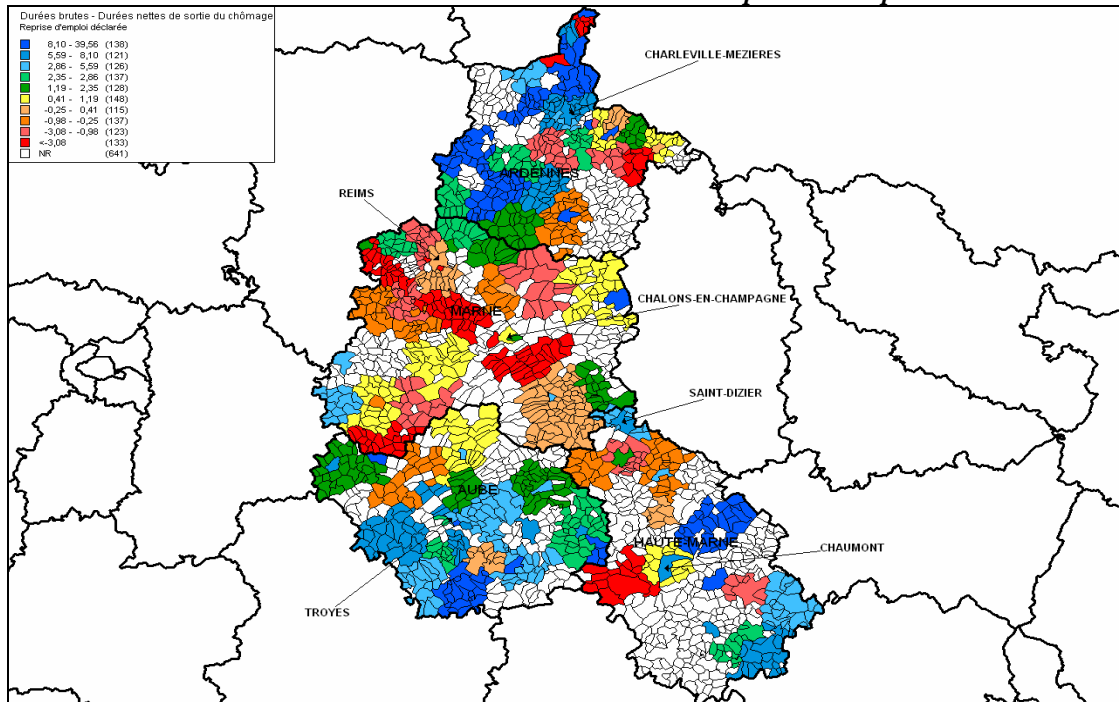 Durées brutes - Durées nettes de sortie du chômage
Reprise d'emploi déclarée
8,10 - 39,56 (138)
5,59 - 8,10 (121)
2,86 - 5,59 (126)
2,35 - 2,86 (137)
1,19 - 2,35 (128)
0,41 - 1,19 (148)
-0,25 - 0,41 (115)
-0,98 - -0,25 (137)
-3,08 - -0,98 (123)
<-3,08 (133)
NR (641)
CHARLEVILLE-MEZIERES
ARDENNES
REIMS
CHALONS-EN-CHAMPAGNE
MARNE
SAINT-DIZIER
AUBE
HAUTE-MARNE
CHAUMONT
TROYES